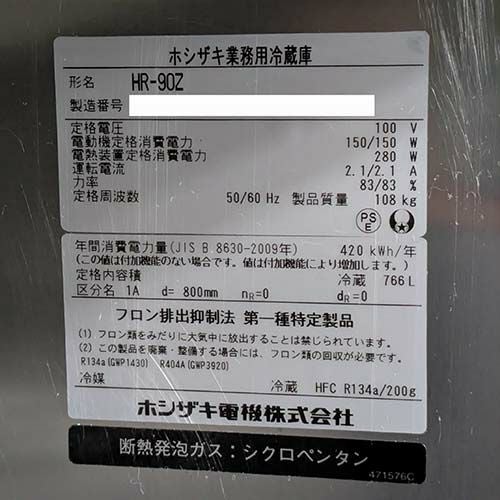 ホシザキ業務用冷蔵庫
形名 HR-90Z
製造番号
定格電圧 100 V
電動機定格消費電力 150/150 W
電熱装置定格消費電力 280 W
運転電流 2.1/2.1 A
力率 83/83 %
定格周波数 50/60 Hz 製品質量 108 kg
PS
E
年間消費電力量(JIS B 8630-2009年) 420 kWh/年
(この値は付加機能のない場合です。値は付加機能により増加します。)
定格内容積 冷蔵 766 L
区分名 1A d= 800mm nR=0 dR=0
フロン排出抑制法 第一種特定製品
(1) フロン類をみだりに大気中に放出することは禁じられています。
(2) この製品を廃棄・整備する場合には、フロン類の回収が必要です。
R134a(GWP1430) R404A(GWP3920)
冷媒 冷蔵 HFC R134a/200g
ホシザキ電機株式会社
断熱発泡ガス：シクロペンタン
471576C